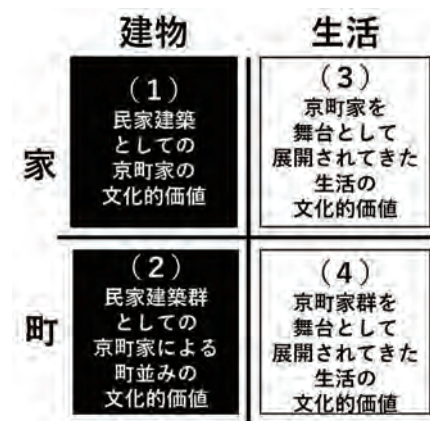 建物
生活
家
(1)
民家建築
としての
京町家の
文化的価値
(3)
京町家を
舞台として
展開されてきた
生活の
文化的価値
町
(2)
民家建築群
としての
京町家による
町並みの
文化的価値
(4)
京町家群を
舞台として
展開されてきた
生活の
文化的価値